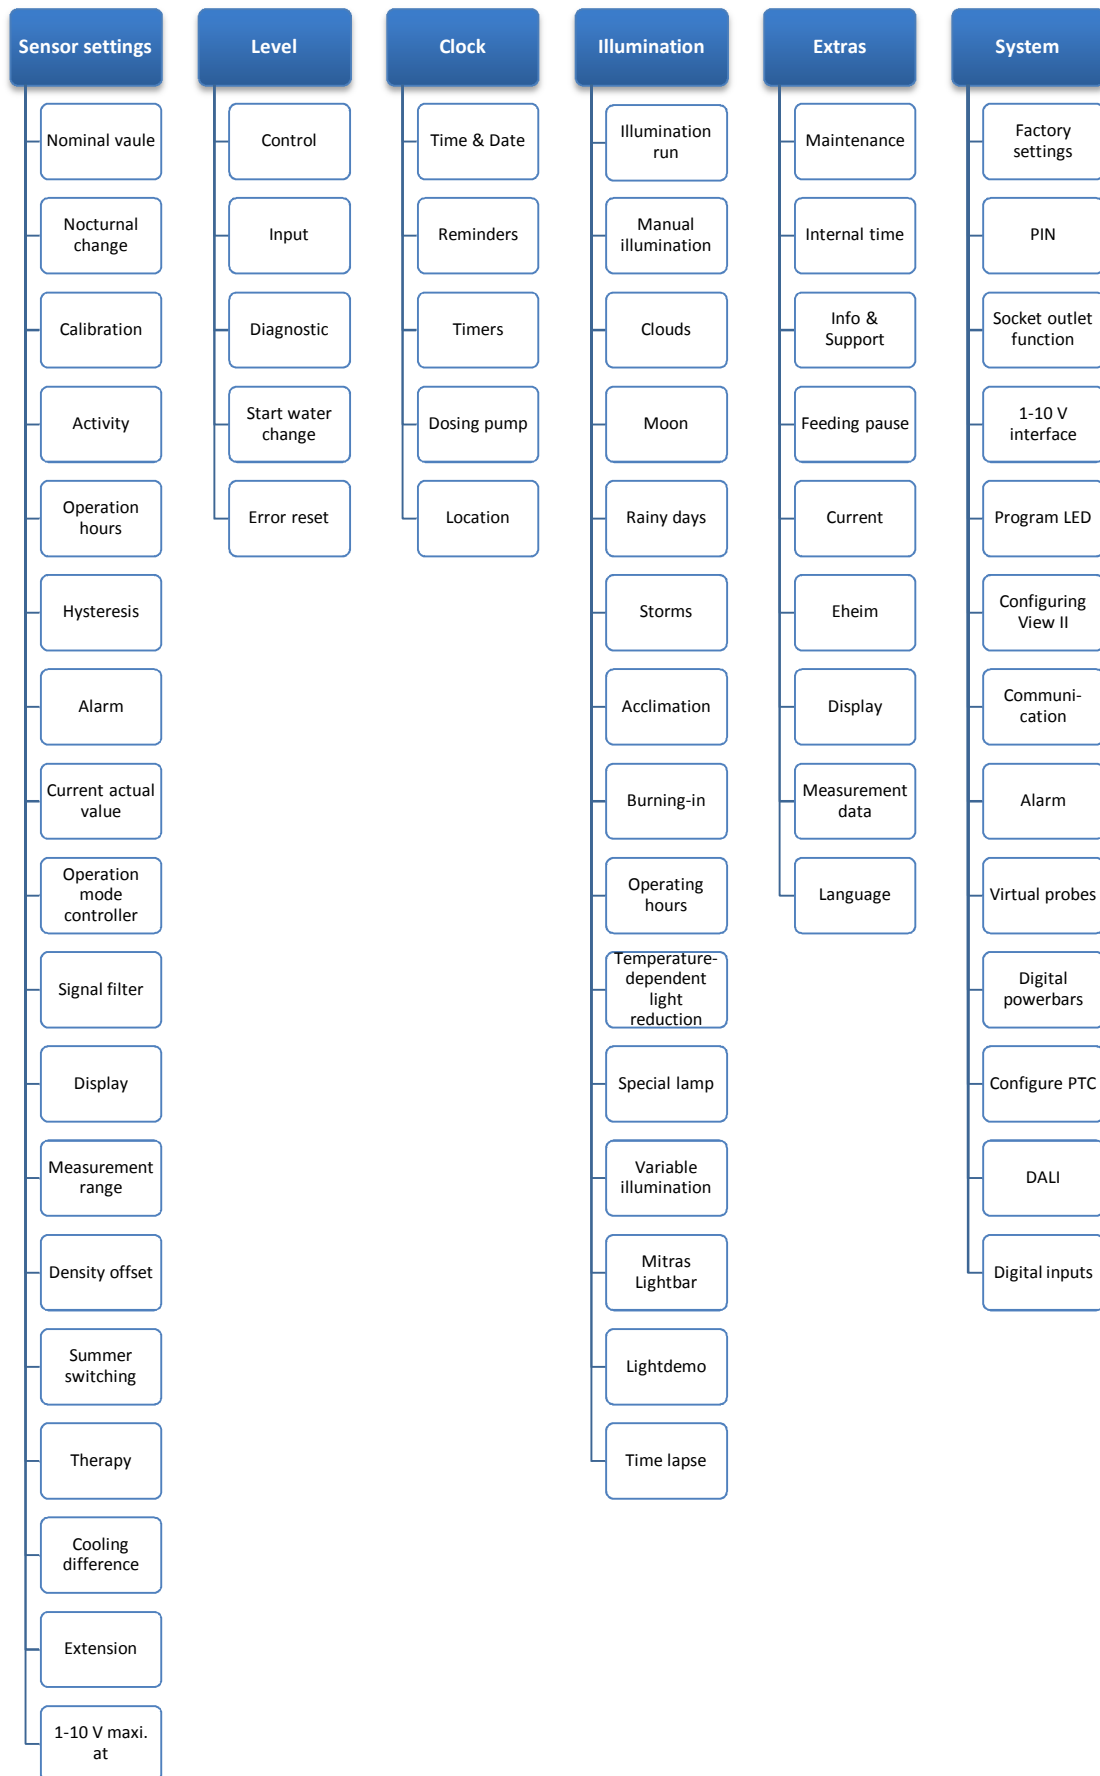 Sensor settings
Nominal vaule
Nocturnal
change
Calibration
Activity
Operation
hours
Hysteresis
Alarm
Current actual
value
Operation
mode
controller
Signal filter
Display
Measurement
range
Density offset
Summer
switching
Therapy
Cooling
difference
Extension
1-10 V maxi.
at
Level
Control
Input
Diagnostic
Start water
change
Error reset
Clock
Time & Date
Reminders
Timers
Dosing pump
Location
Illumination
Illumination
run
Manual
illumination
Clouds
Moon
Rainy days
Storms
Acclimation
Burning-in
Operating
hours
Temperature-
dependent
light
reduction
Special lamp
Variable
illumination
Mitras
Lightbar
Lightdemo
Time lapse
Extras
Maintenance
Internal time
Info &
Support
Feeding pause
Current
Eheim
Display
Measurement
data
Language
System
Factory
settings
PIN
Socket outlet
function
1-10 V
interface
Program LED
Configuring
View II
Communi-
cation
Alarm
Virtual probes
Digital
powerbars
Configure PTC
DALI
Digital inputs